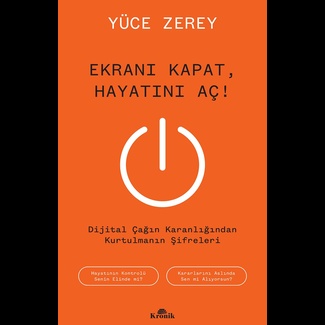 YÜCE ZEREY
EKRANI KAPAT,
HAYATINI AÇ!
Dijital Çağın Karanlığından
Kurtulmanın Şifreleri
Hayatının Kontrolü
Senin Elinde mi?
Kararlarını Aslında
Sen mi Alıyorsun?
Kronik